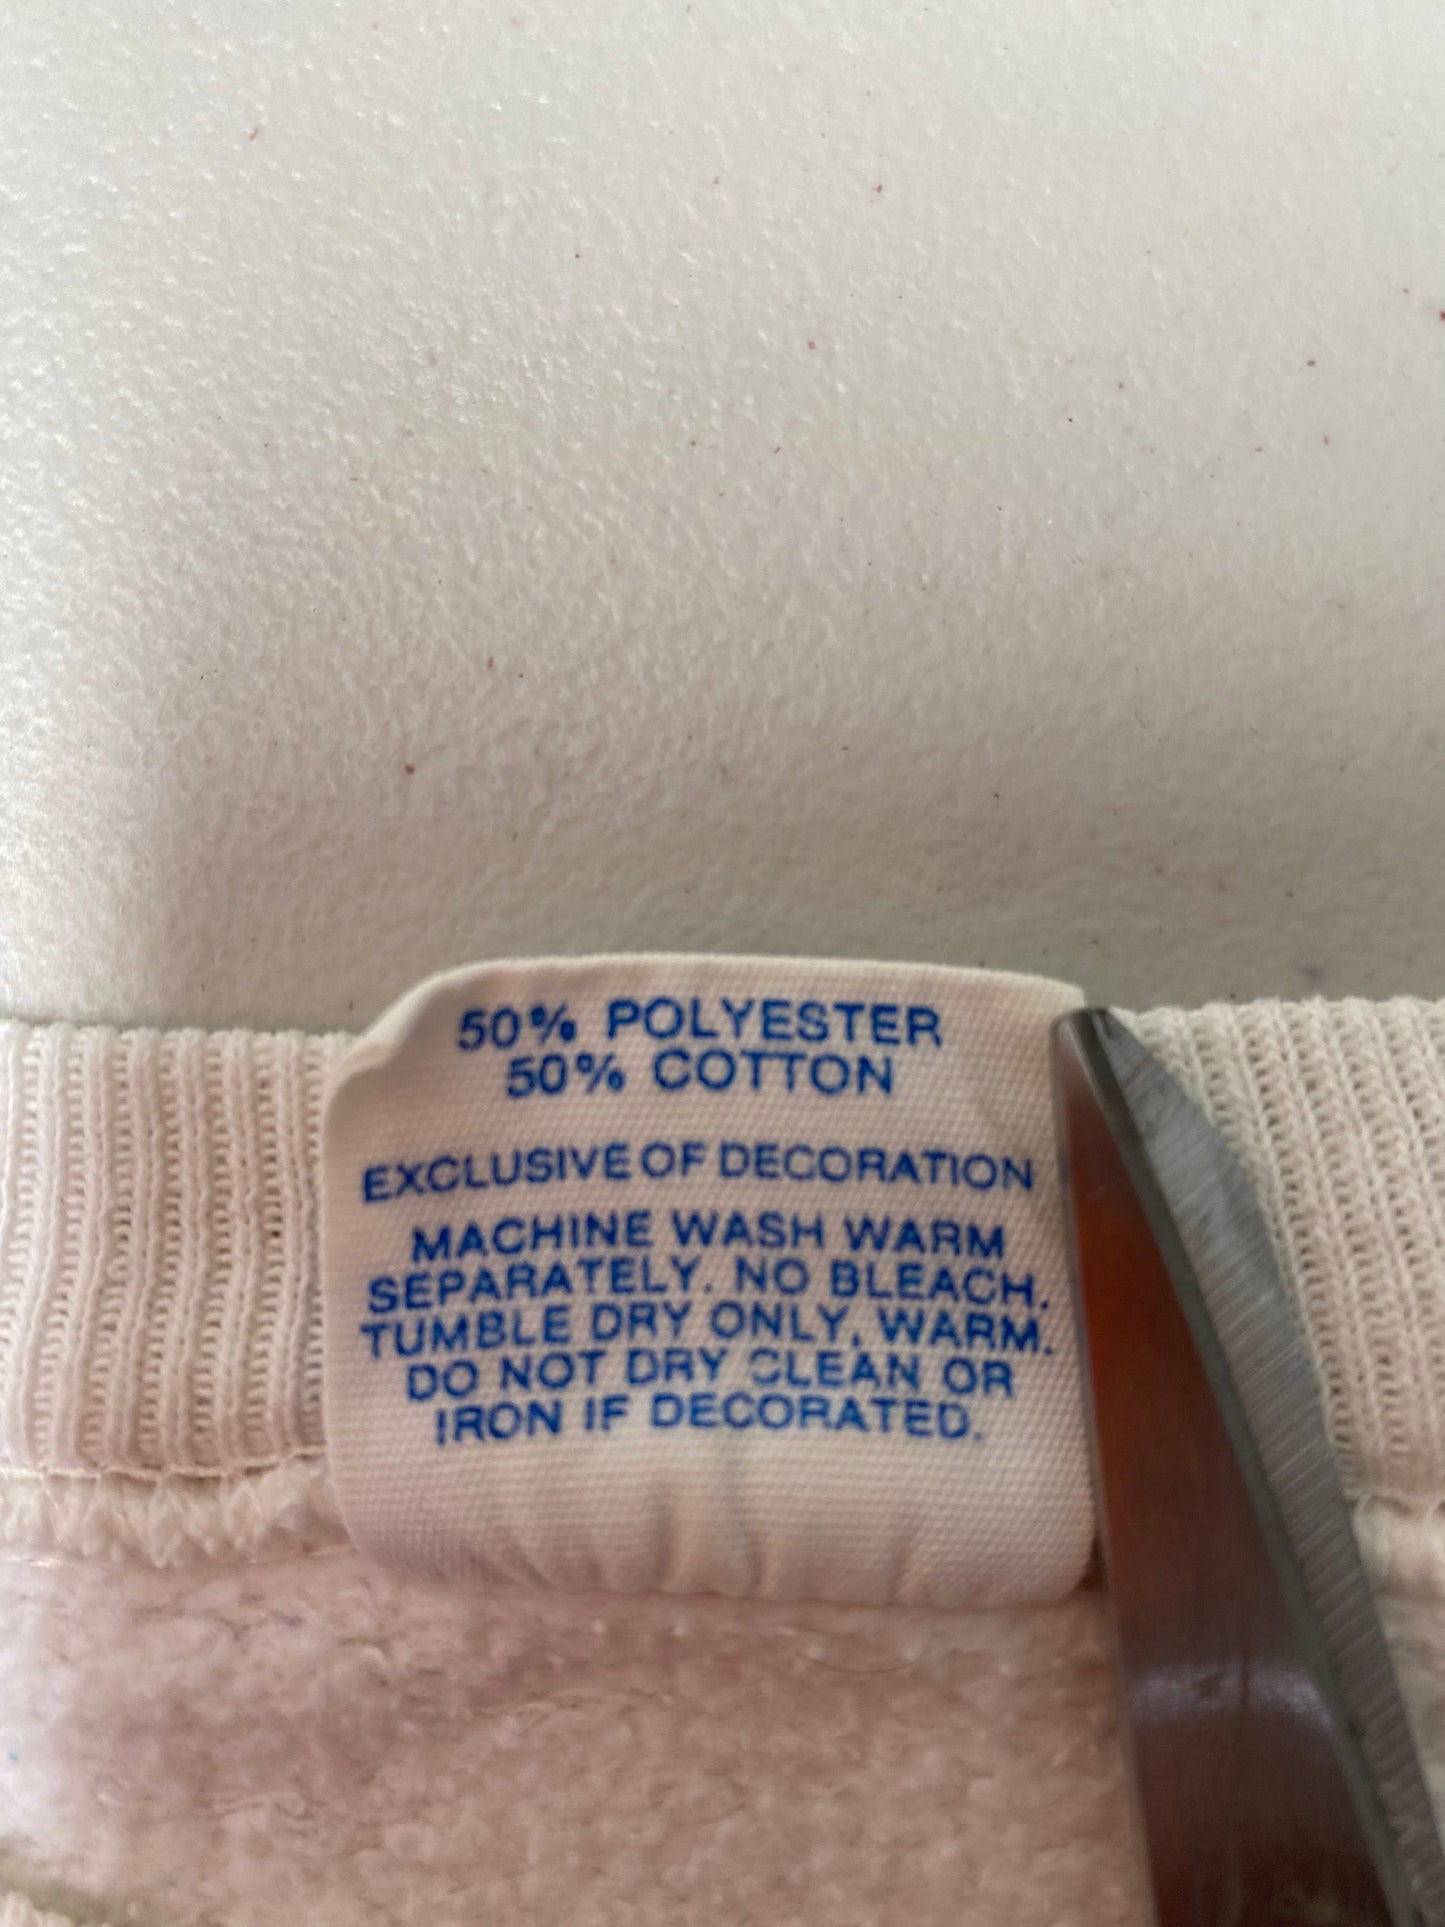 50% POLYESTER
50% COTTON
EXCLUSIVE OF DECORATION
MACHINE WASH WARM
SEPARATELY. NO BLEACH.
TUMBLE DRY ONLY, WARM.
DO NOT DRY CLEAN OR
IRON IF DECORATED.